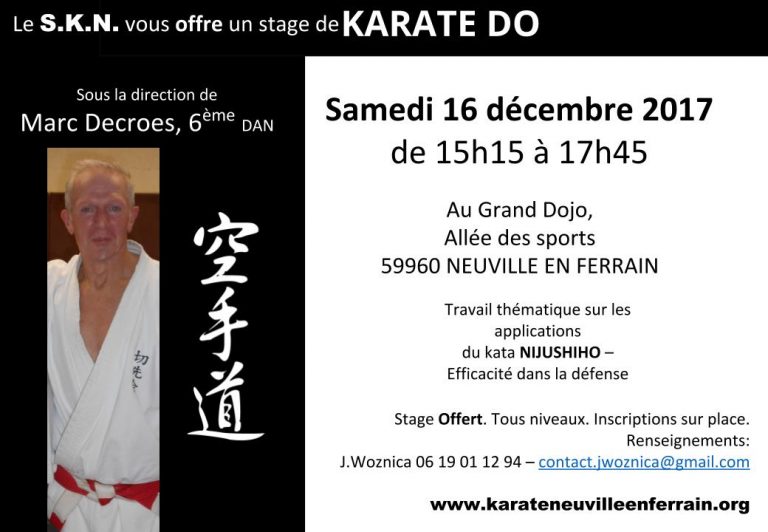 Le S.K.N. vous offre un stage de KARATE DO
Sous la direction de
Marc Decroes, 6ème DAN
空手道
Samedi 16 décembre 2017
de 15h15 à 17h45
Au Grand Dojo,
Allée des sports
59960 NEUVILLE EN FERRAIN
Travail thématique sur les
applications
du kata NIJUSHIHO –
Efficacité dans la défense
Stage Offert. Tous niveaux. Inscriptions sur place.
Renseignements:
J.Woznica 06 19 01 12 94 – contact.jwoznica@gmail.com
www.karateneuvilleenferrain.org